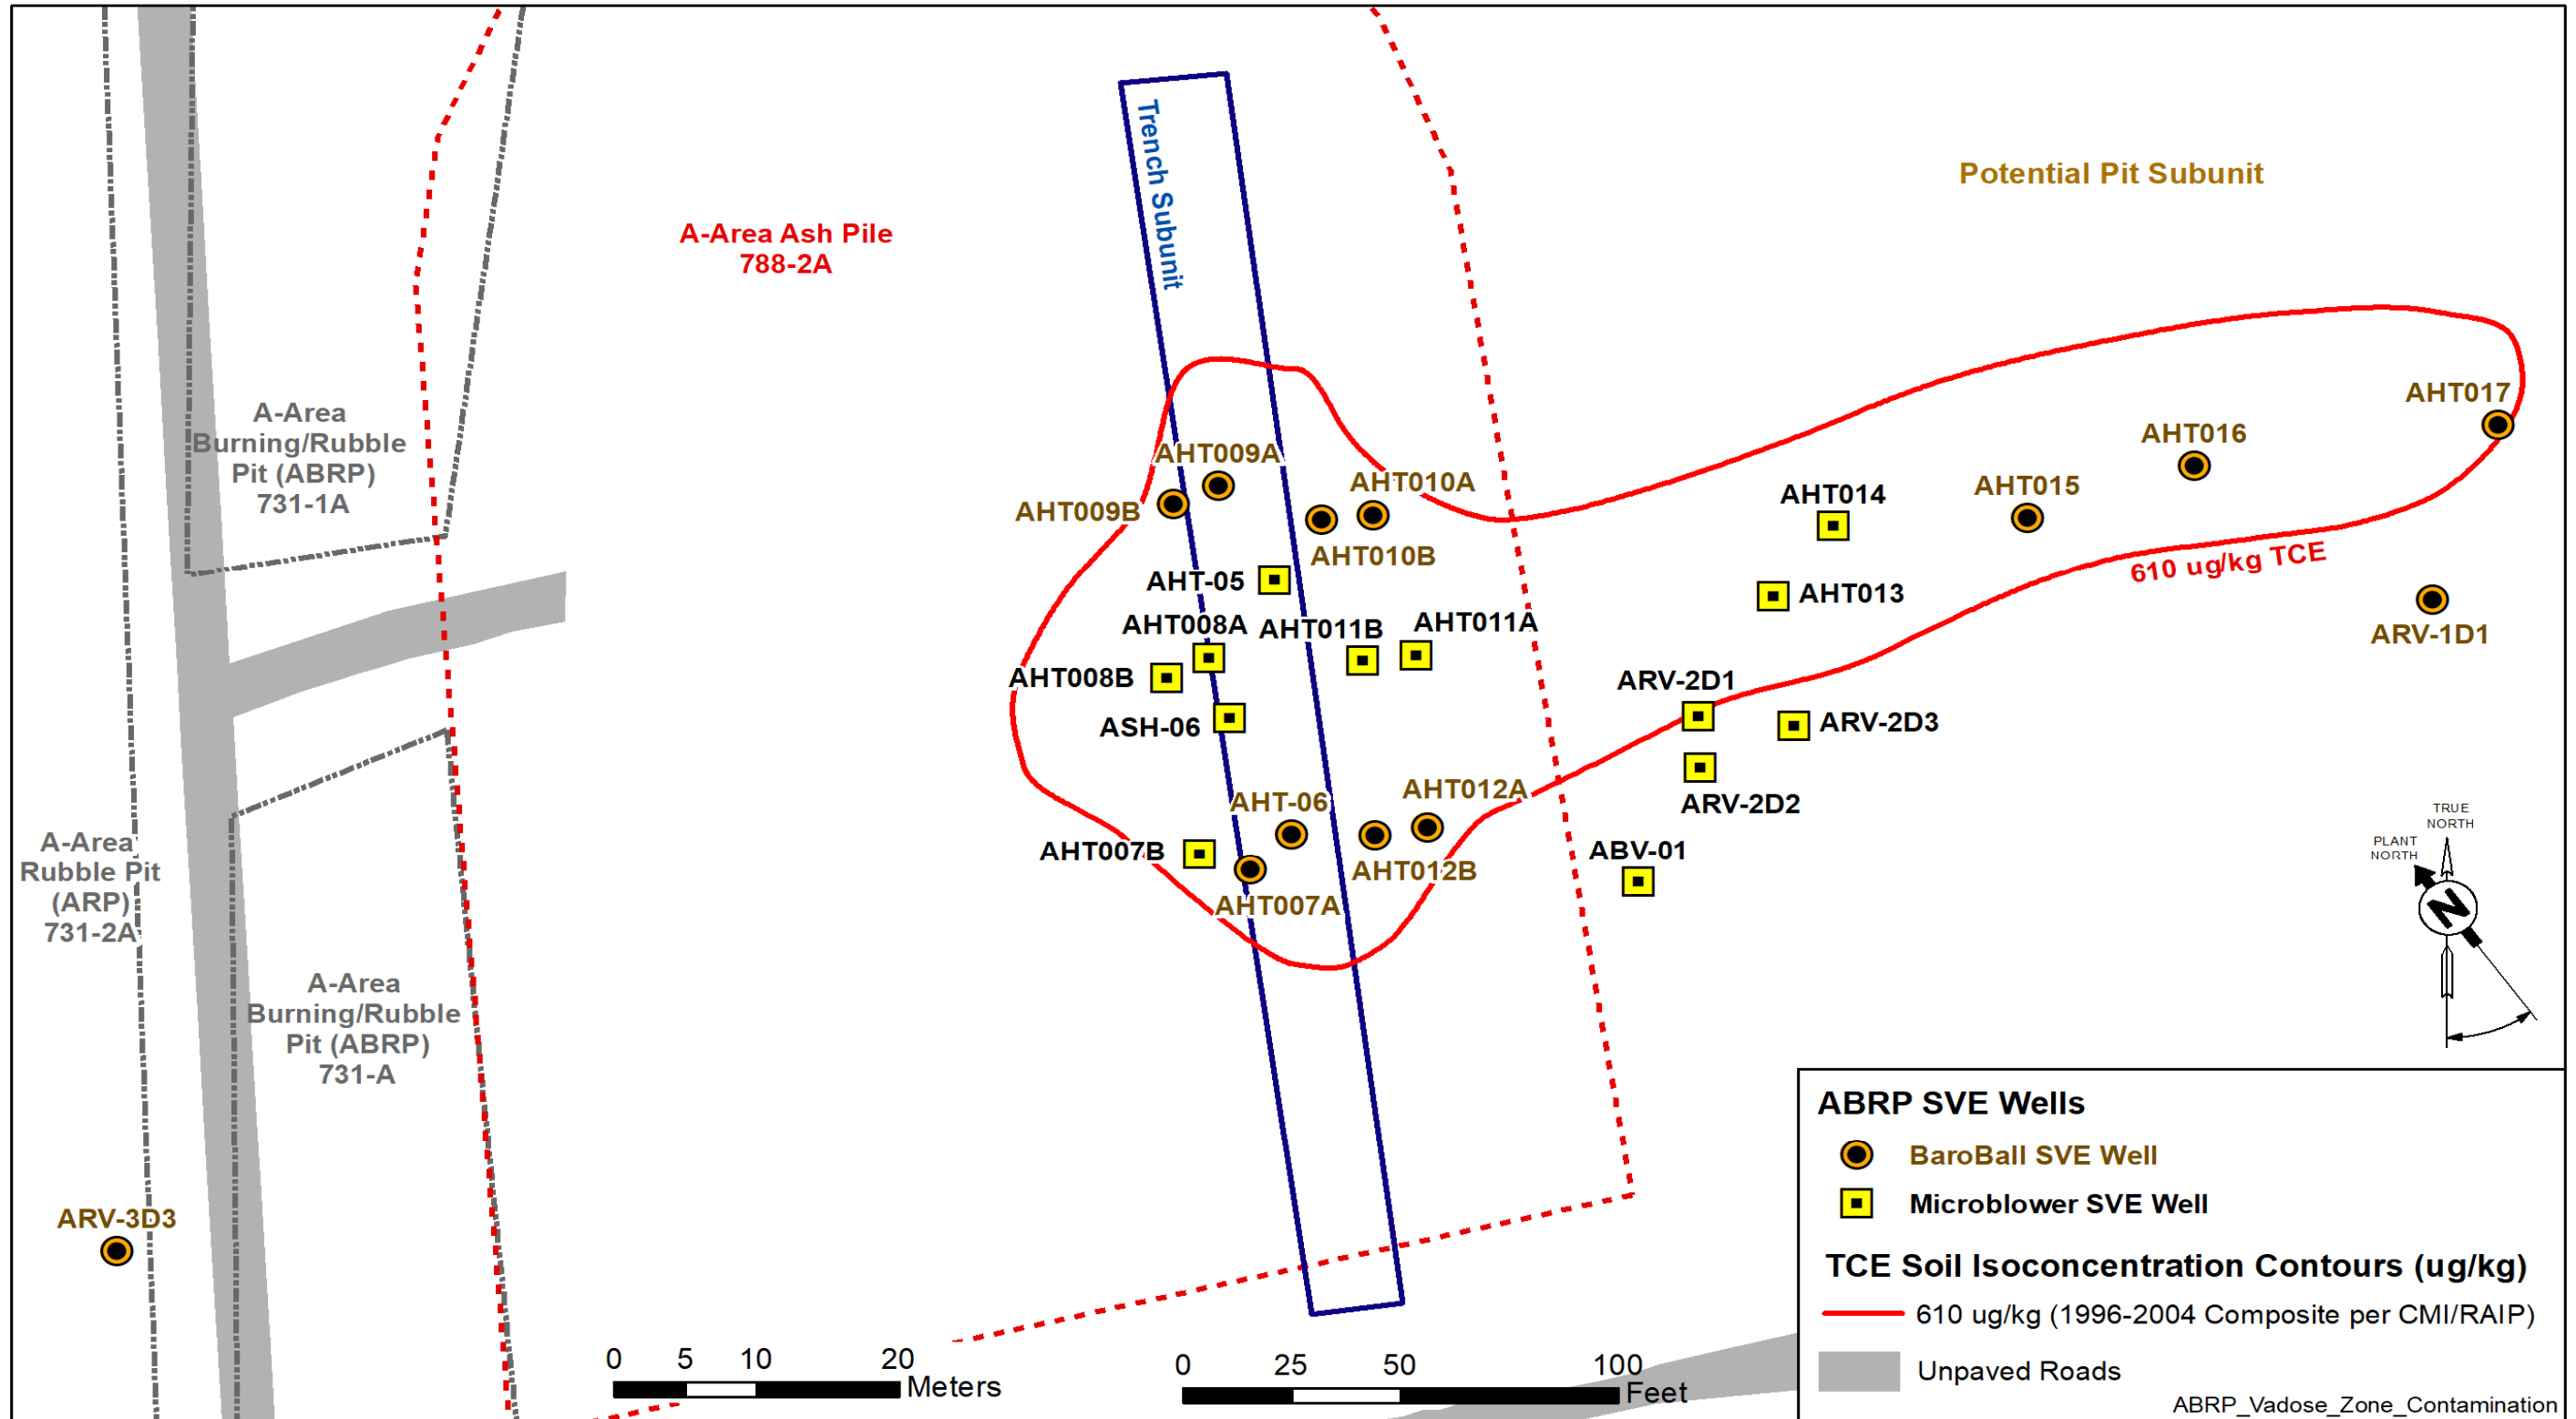 Trench Subunit
Potential Pit Subunit
A-Area Ash Pile
788-2A
A-Area
Burning/Rubble
Pit (ABRP)
731-1A
AHT017
AHT016
AHT015
AHT014
AHT013
AHT009A
AHT009B
AHT010A
AHT010B
610 ug/kg TCE
AHT-05
AHT008A
AHT011B
AHT011A
AHT008B
ASH-06
ARV-1D1
ARV-2D1
ARV-2D3
ARV-2D2
AHT-06
AHT012A
AHT007B
AHT012B
AHT007A
ABV-01
A-Area
Rubble Pit
(ARP)
731-2A
A-Area
Burning/Rubble
Pit (ABRP)
731-A
ARV-3D3
TRUE
NORTH
PLANT
NORTH
N
ABRP SVE Wells
BaroBall SVE Well
Microblower SVE Well
TCE Soil Isoconcentration Contours (ug/kg)
610 ug/kg (1996-2004 Composite per CMI/RAIP)
Unpaved Roads
ABRP_Vadose_Zone_Contamination
0 5 10 20
Meters
0 25 50 100
Feet